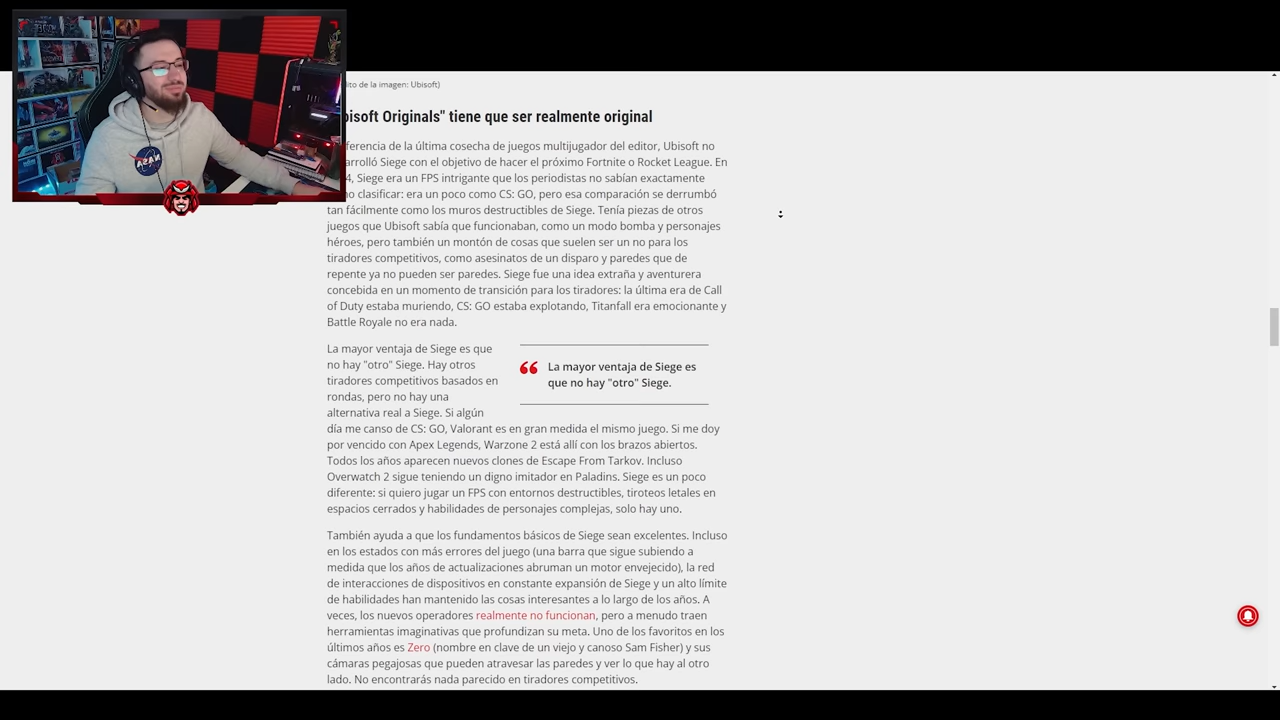 ito de la imagen: Ubisoft)
bisoft Originals" tiene que ser realmente original
ferencia de la última cosecha de juegos multijugador del editor, Ubisoft no
arrolló Siege con el objetivo de hacer el próximo Fortnite o Rocket League. En
4, Siege era un FPS intrigante que los periodistas no sabían exactamente
no clasificar: era un poco como CS: GO, pero esa comparación se derrumbó
tan fácilmente como los muros destructibles de Siege. Tenía piezas de otros
juegos que Ubisoft sabía que funcionaban, como un modo bomba y personajes
héroes, pero también un montón de cosas que suelen ser un no para los
tiradores competitivos, como asesinatos de un disparo y paredes que de
repente ya no pueden ser paredes. Siege fue una idea extraña y aventurera
concebida en un momento de transición para los tiradores: la última era de Call
of Duty estaba muriendo, CS: GO estaba explotando, Titanfall era emocionante y
Battle Royale no era nada.
La mayor ventaja de Siege es que
no hay "otro" Siege. Hay otros
tiradores competitivos basados en
rondas, pero no hay una
alternativa real a Siege. Si algún
día me canso de CS: GO, Valorant es en gran medida el mismo juego. Si me doy
por vencido con Apex Legends, Warzone 2 está allí con los brazos abiertos.
Todos los años aparecen nuevos clones de Escape From Tarkov. Incluso
Overwatch 2 sigue teniendo un digno imitador en Paladins. Siege es un poco
diferente: si quiero jugar un FPS con entornos destructibles, tiroteos letales en
espacios cerrados y habilidades de personajes complejas, solo hay uno.
La mayor ventaja de Siege es
que no hay "otro" Siege.
También ayuda a que los fundamentos básicos de Siege sean excelentes. Incluso
en los estados con más errores del juego (una barra que sigue subiendo a
medida que los años de actualizaciones abruman un motor envejecido), la red
de interacciones de dispositivos en constante expansión de Siege y un alto límite
de habilidades han mantenido las cosas interesantes a lo largo de los años. A
veces, los nuevos operadores realmente no funcionan, pero a menudo traen
herramientas imaginativas que profundizan su meta. Uno de los favoritos en los
últimos años es Zero (nombre en clave de un viejo y canoso Sam Fisher) y sus
cámaras pegajosas que pueden atravesar las paredes y ver lo que hay al otro
lado. No encontrarás nada parecido en tiradores competitivos.
NASA